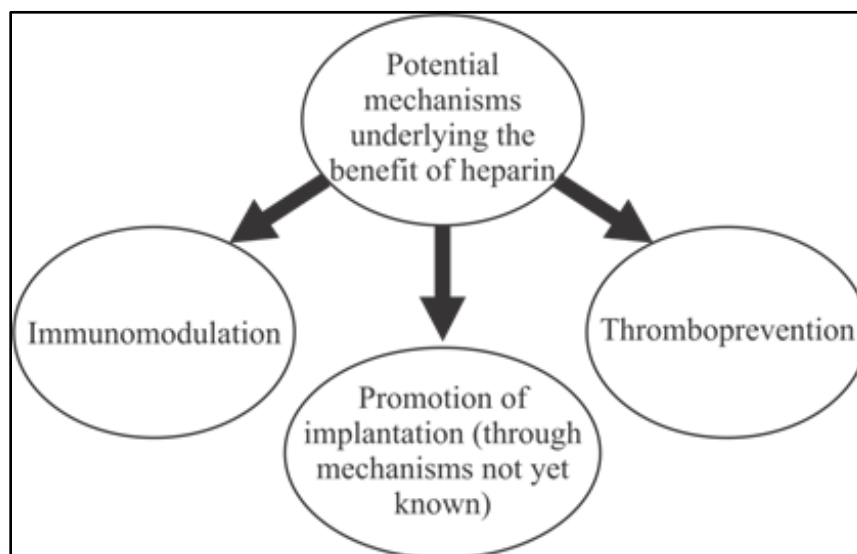 Potential
mechanisms
underlying the
benefit of heparin
Immunomodulation
Thromboprevention
Promotion of
implantation (through
mechanisms not yet
known)